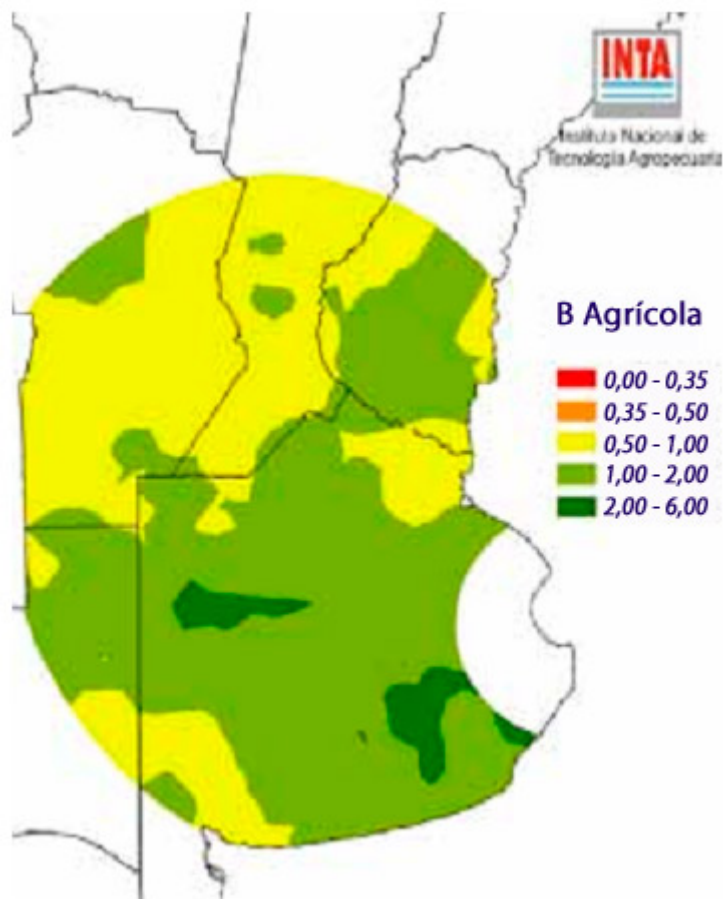 INTA
Instituto Nacional de
Tecnología Agropecuaria
B Agrícola
0,00 - 0,35
0,35 - 0,50
0,50 - 1,00
1,00 - 2,00
2,00 - 6,00